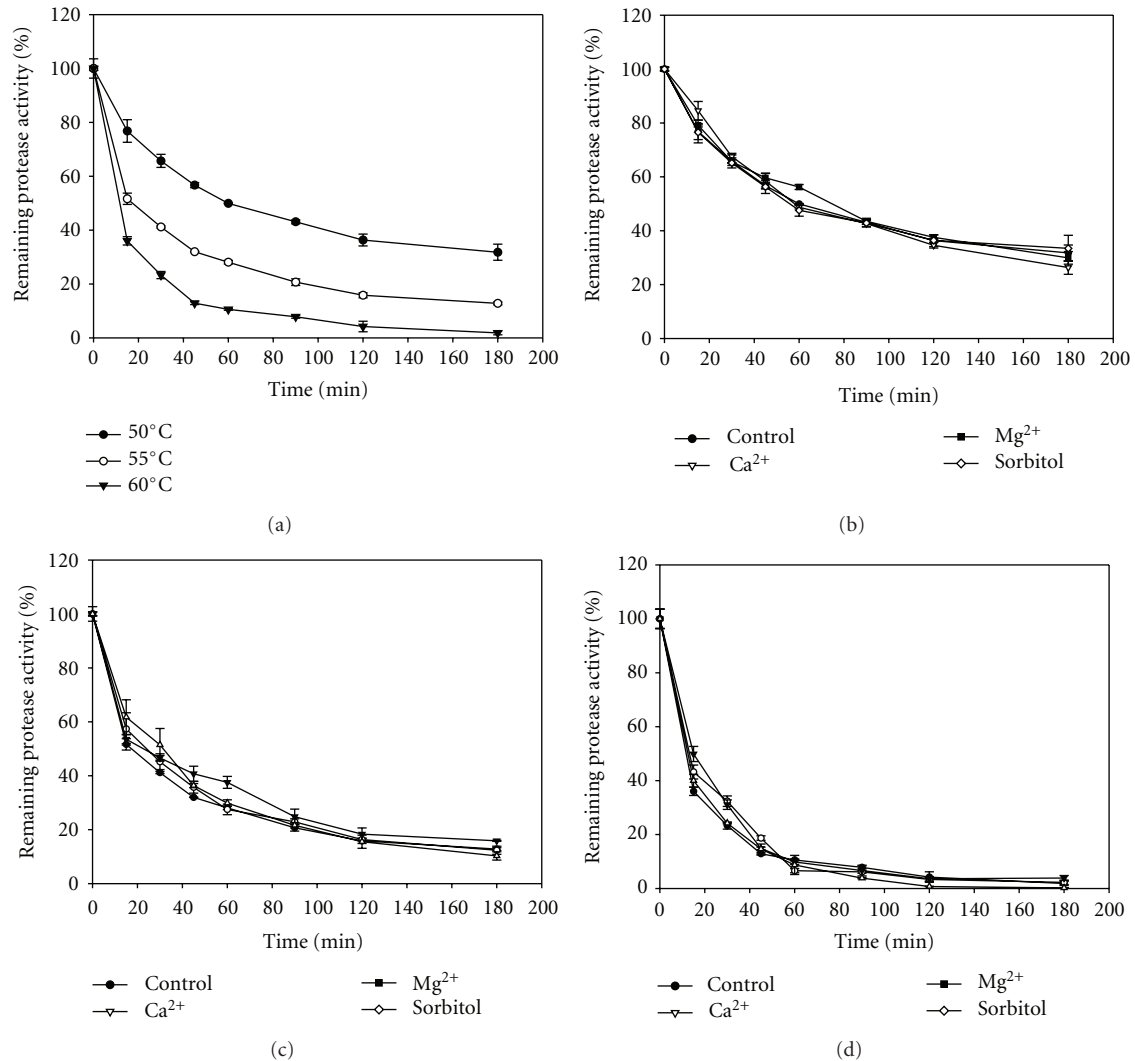 120
100
80
60
40
20
0
Remaining protease activity (%)
0 20 40 60 80 100 120 140 160 180 200
Time (min)
50°C
55°C
60°C
(a)
120
100
80
60
40
20
0
Remaining protease activity (%)
0 20 40 60 80 100 120 140 160 180 200
Time (min)
Control Mg²⁺
Ca²⁺ Sorbitol
(b)
120
100
80
60
40
20
0
Remaining protease activity (%)
0 20 40 60 80 100 120 140 160 180 200
Time (min)
Control Mg²⁺
Ca²⁺ Sorbitol
(c)
120
100
80
60
40
20
0
Remaining protease activity (%)
0 20 40 60 80 100 120 140 160 180 200
Time (min)
Control Mg²⁺
Ca²⁺ Sorbitol
(d)